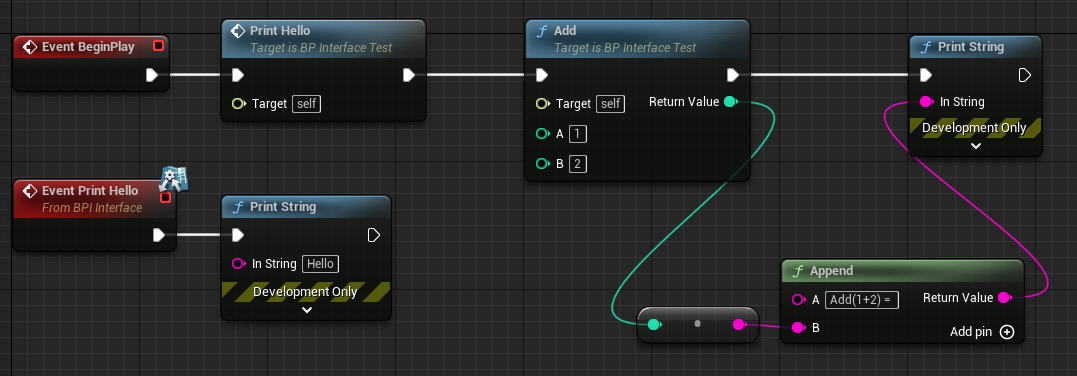 Event BeginPlay
Print Hello
Target is BP Interface Test
Target self
Add
Target is BP Interface Test
Target self
Return Value
A 1
B 2
Print String
In String
Development Only
Event Print Hello
From BPI Interface
Print String
In String Hello
Development Only
Append
A Add(1+2) =
Return Value
B
Add pin